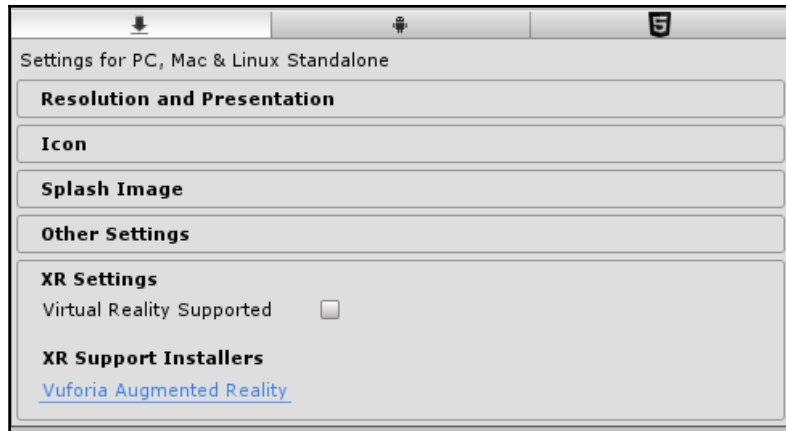 Settings for PC, Mac & Linux Standalone
Resolution and Presentation
Icon
Splash Image
Other Settings
XR Settings
Virtual Reality Supported
XR Support Installers
Vuforia Augmented Reality